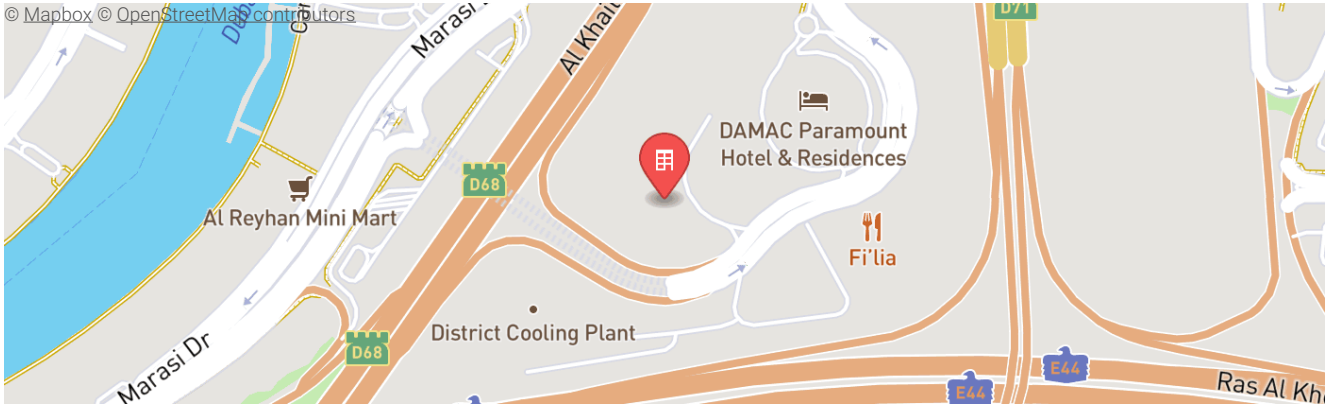 © Mapbox © OpenStreetMap contributors
Marasi
Al Khail
D71
DAMAC Paramount
Hotel & Residences
D68
Al Reyhan Mini Mart
Fi'lia
District Cooling Plant
D68
Marasi Dr
E44
E44
Ras Al Kho